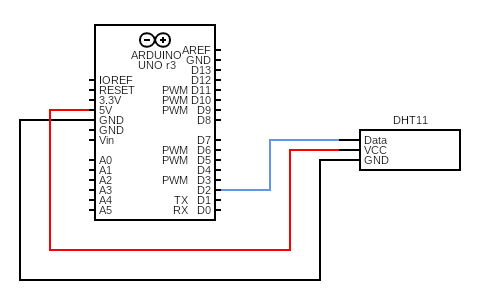 ARDUINO
UNO r3
AREF
GND
D13
IOREF D12
RESET PWM D11
3.3V PWM D10
5V PWM D9
GND D8
GND
Vin D7
PWM D6
A0 PWM D5
A1 D4
A2 PWM D3
A3 D2
A4 TX D1
A5 RX D0
DHT11
Data
VCC
GND